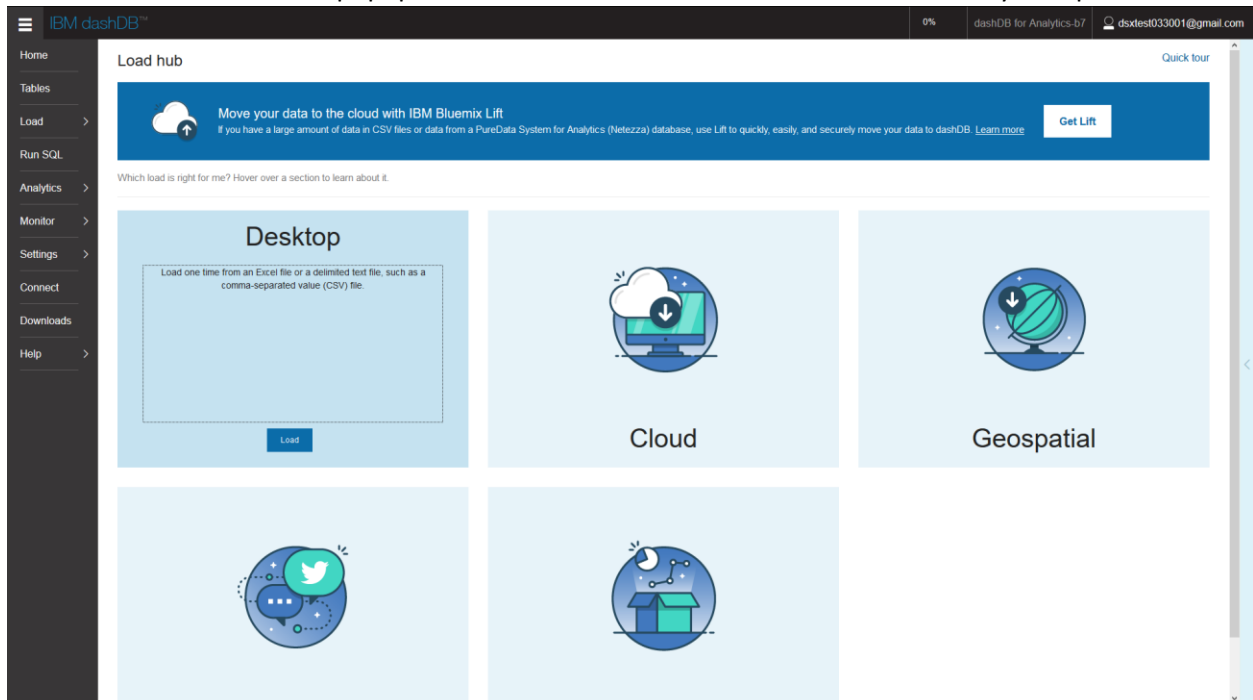 IBM dashDB™
0%
dashDB for Analytics-b7
dsxtest033001@gmail.com
Home
Tables
Load
Run SQL
Analytics
Monitor
Settings
Connect
Downloads
Help
Load hub
Quick tour
Move your data to the cloud with IBM Bluemix Lift
If you have a large amount of data in CSV files or data from a PureData System for Analytics (Netezza) database, use Lift to quickly, easily, and securely move your data to dashDB. Learn more
Get Lift
Which load is right for me? Hover over a section to learn about it.
Desktop
Load one time from an Excel file or a delimited text file, such as a
comma-separated value (CSV) file.
Load
Cloud
Geospatial